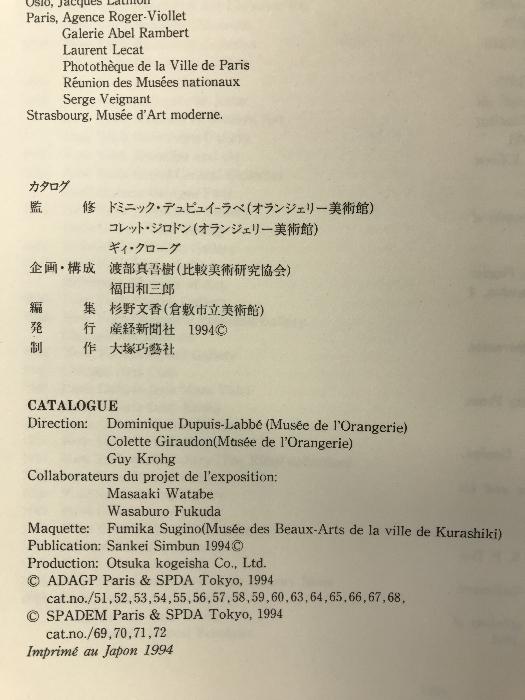 Oslo, Jacques Lathion
Paris, Agence Roger-Viollet
Galerie Abel Rambert
Laurent Lecat
Photothèque de la Ville de Paris
Réunion des Musées nationaux
Serge Veignant
Strasbourg, Musée d'Art moderne.
カタログ
監　修　ドミニック・デュピュイ-ラベ(オランジェリー美術館)
コレット・ジロドン(オランジェリー美術館)
ギィ・クローグ
企画・構成　渡部真吾樹(比較美術研究協会)
福田和三郎
編　集　杉野文香(倉敷市立美術館)
発　行　産経新聞社　1994©
制　作　大塚巧藝社
CATALOGUE
Direction: Dominique Dupuis-Labbé (Musée de l'Orangerie)
Colette Giraudon(Musée de l'Orangerie)
Guy Krohg
Collaborateurs du projet de l'exposition:
Masaaki Watabe
Wasaburo Fukuda
Maquette: Fumika Sugino(Musée des Beaux-Arts de la ville de Kurashiki)
Publication: Sankei Simbun 1994©
Production: Otsuka kogeisha Co., Ltd.
© ADAGP Paris & SPDA Tokyo, 1994
cat.no./51,52,53,54,55,56,57,58,59,60,63,64,65,66,67,68,
© SPADEM Paris & SPDA Tokyo, 1994
cat.no./69,70,71,72
Imprimé au Japon 1994